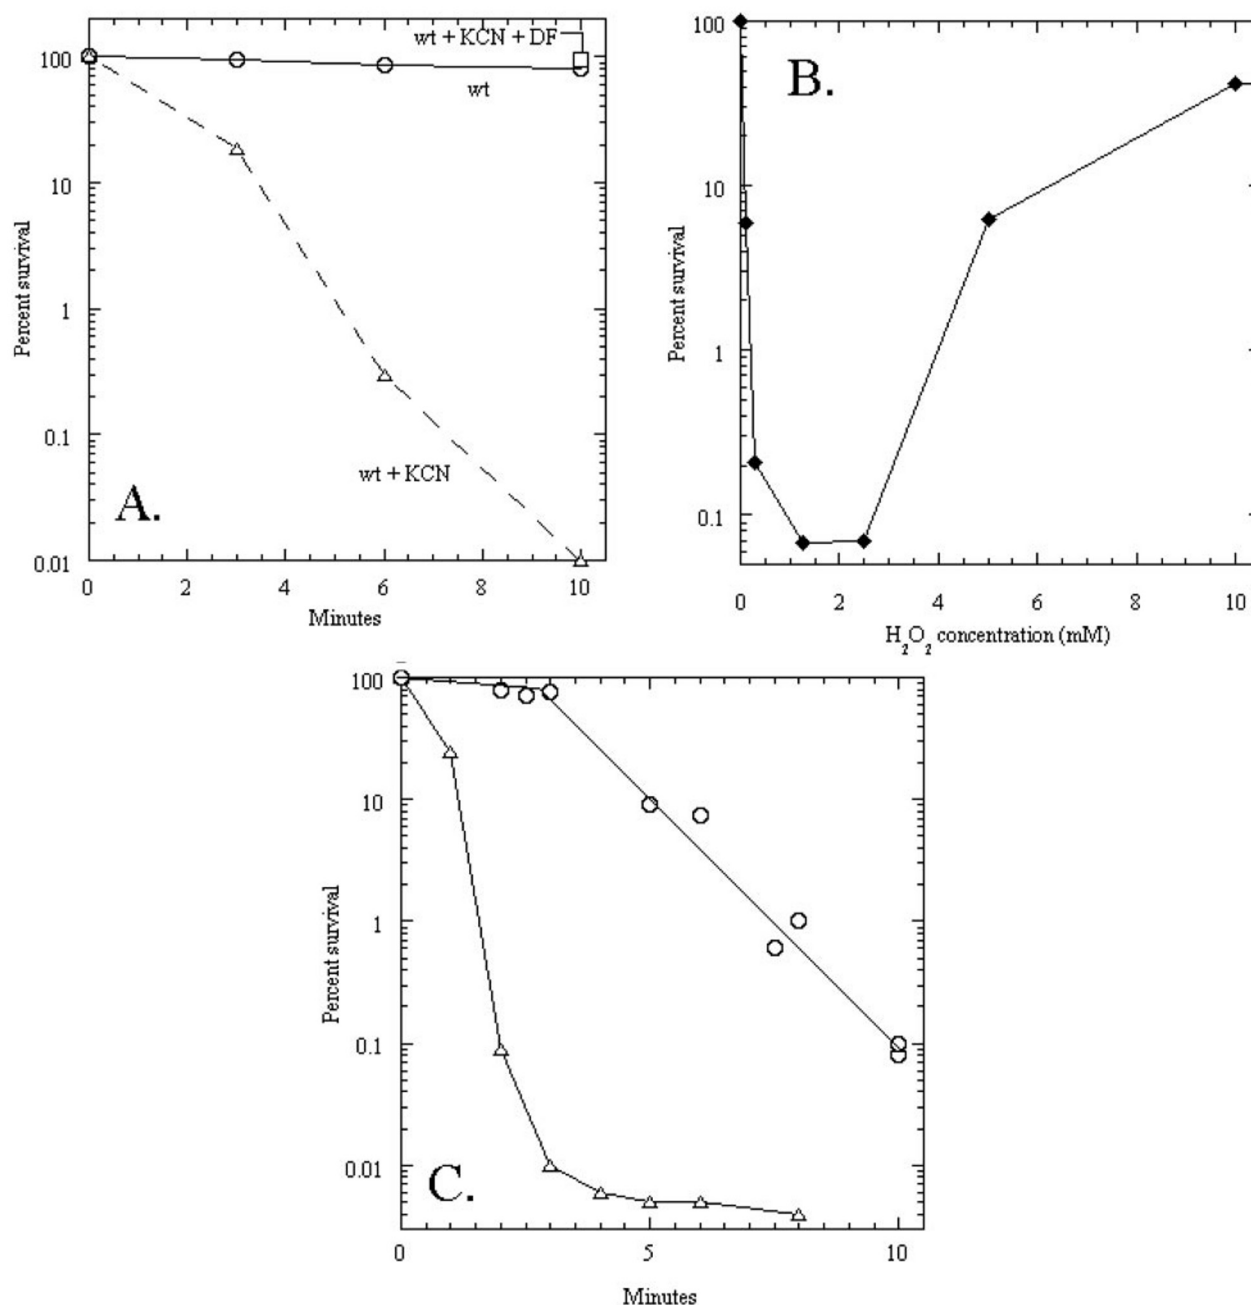 wt + KCN + DF
100
wt
10
Percent survival
1
0.1
wt + KCN
A.
0.01
0 2 4 6 8 10
Minutes
100
B.
10
Percent survival
1
0.1
0 2 4 6 8 10
H2O2 concentration (mM)
100
10
Percent survival
1
0.1
0.01
C.
0 5 10
Minutes